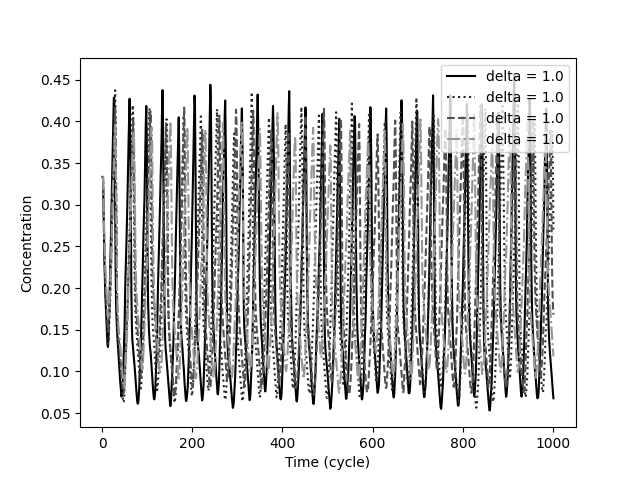 delta = 1.0
delta = 1.0
delta = 1.0
delta = 1.0
0.45
0.40
0.35
0.30
0.25
0.20
0.15
0.10
0.05
Concentration
0 200 400 600 800 1000
Time (cycle)